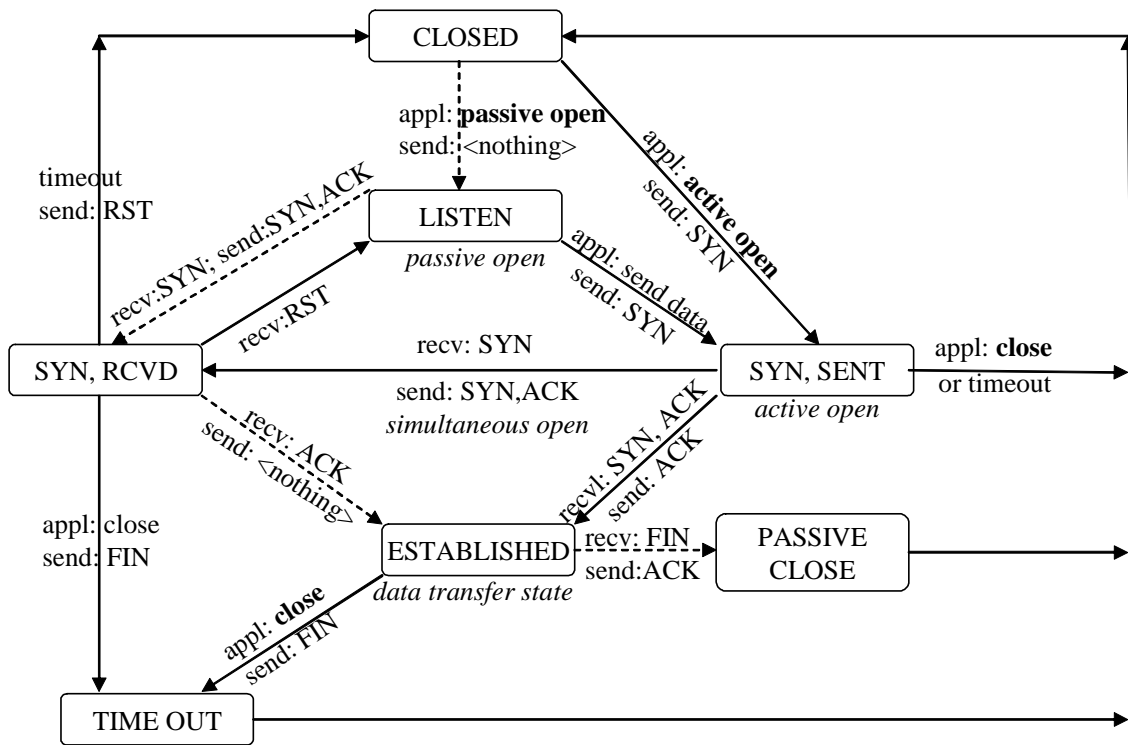 CLOSED
appl: passive open
send: <nothing>
appl: active open
send: SYN
timeout
send: RST
recv:SYN; send:SYN,ACK
LISTEN
passive open
recv:RST
appl: send data
send: SYN
SYN, RCVD
recv: SYN
send: SYN,ACK
simultaneous open
SYN, SENT
active open
appl: close
or timeout
recv: ACK
send: <nothing>
recvl: SYN, ACK
send: ACK
appl: close
send: FIN
ESTABLISHED
data transfer state
recv: FIN
send:ACK
PASSIVE
CLOSE
appl: close
send: FIN
TIME OUT